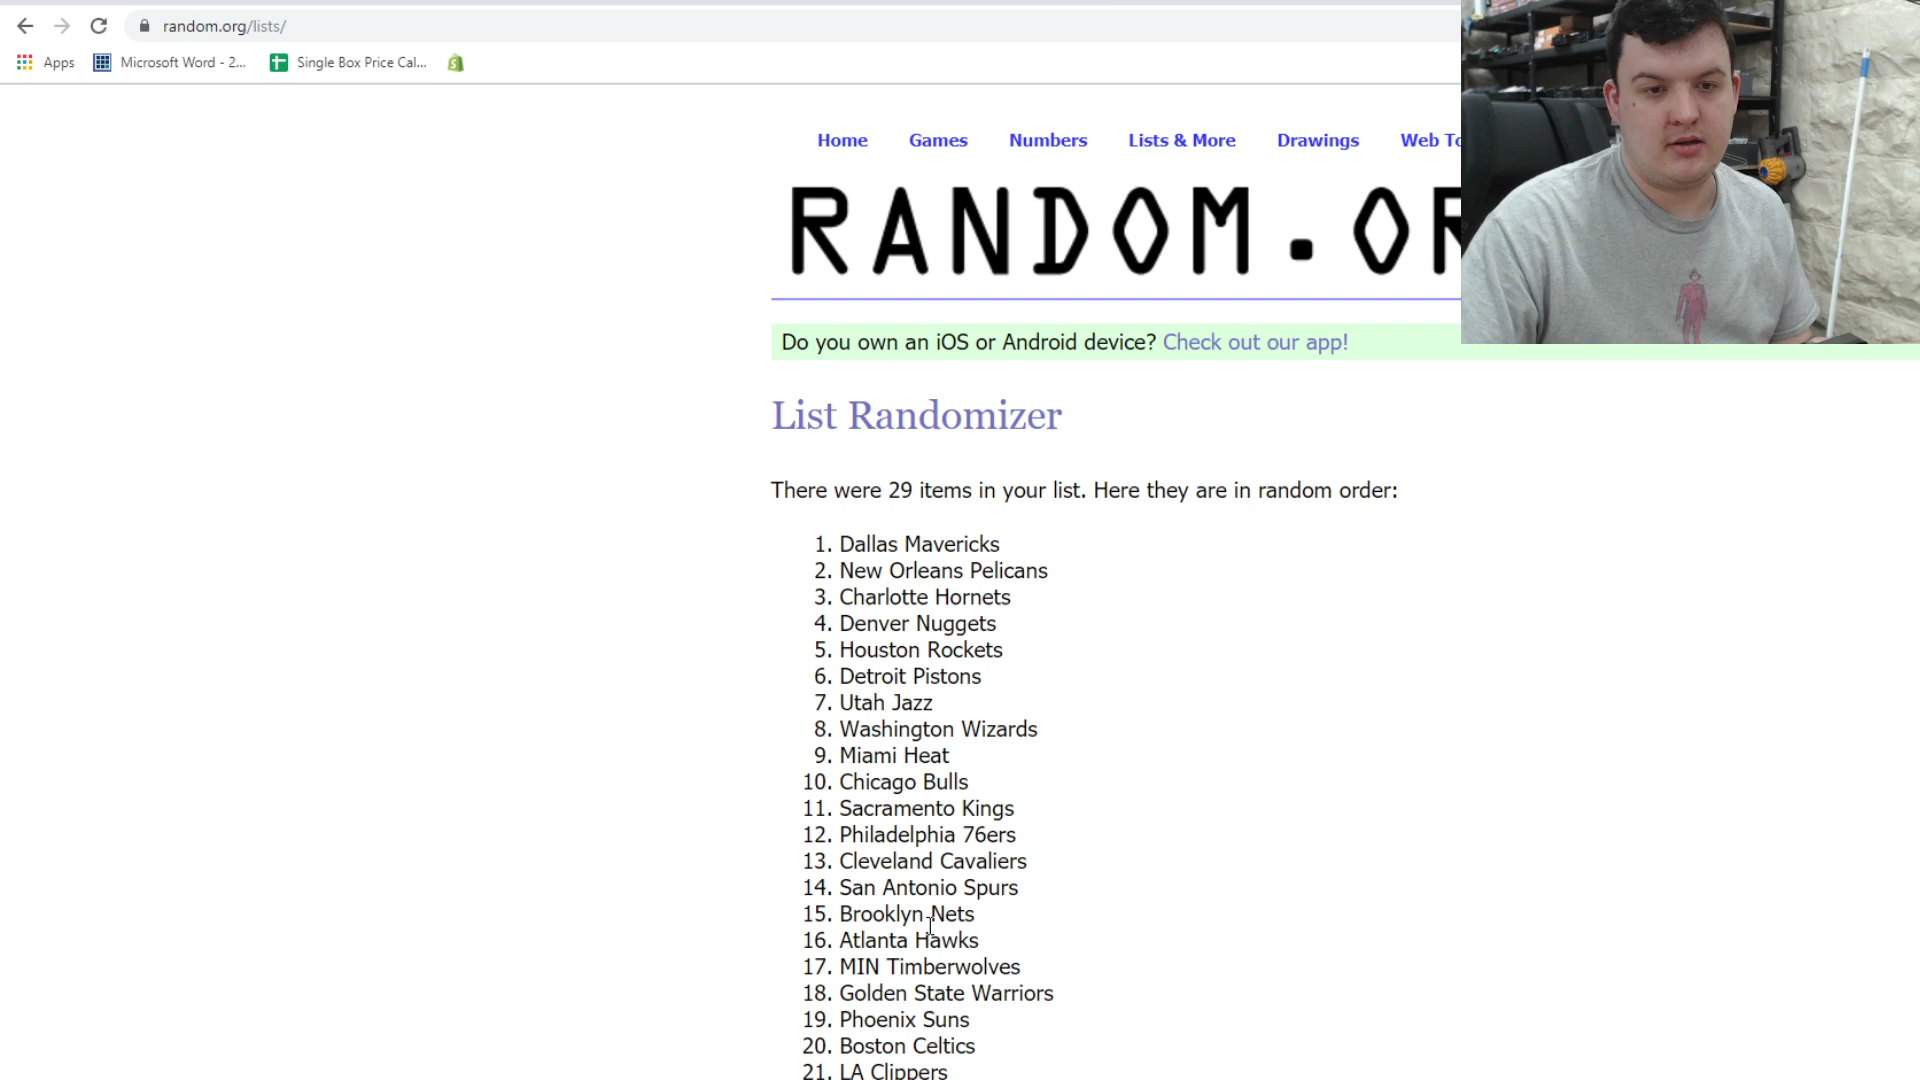 random.org/lists/
Apps Microsoft Word - 2... Single Box Price Cal...
Home Games Numbers Lists & More Drawings Web
RANDOM.
Do you own an iOS or Android device? Check out our app!
List Randomizer
There were 29 items in your list. Here they are in random order:
1. Dallas Mavericks
2. New Orleans Pelicans
3. Charlotte Hornets
4. Denver Nuggets
5. Houston Rockets
6. Detroit Pistons
7. Utah Jazz
8. Washington Wizards
9. Miami Heat
10. Chicago Bulls
11. Sacramento Kings
12. Philadelphia 76ers
13. Cleveland Cavaliers
14. San Antonio Spurs
15. Brooklyn Nets
16. Atlanta Hawks
17. MIN Timberwolves
18. Golden State Warriors
19. Phoenix Suns
20. Boston Celtics
21. LA Clippers